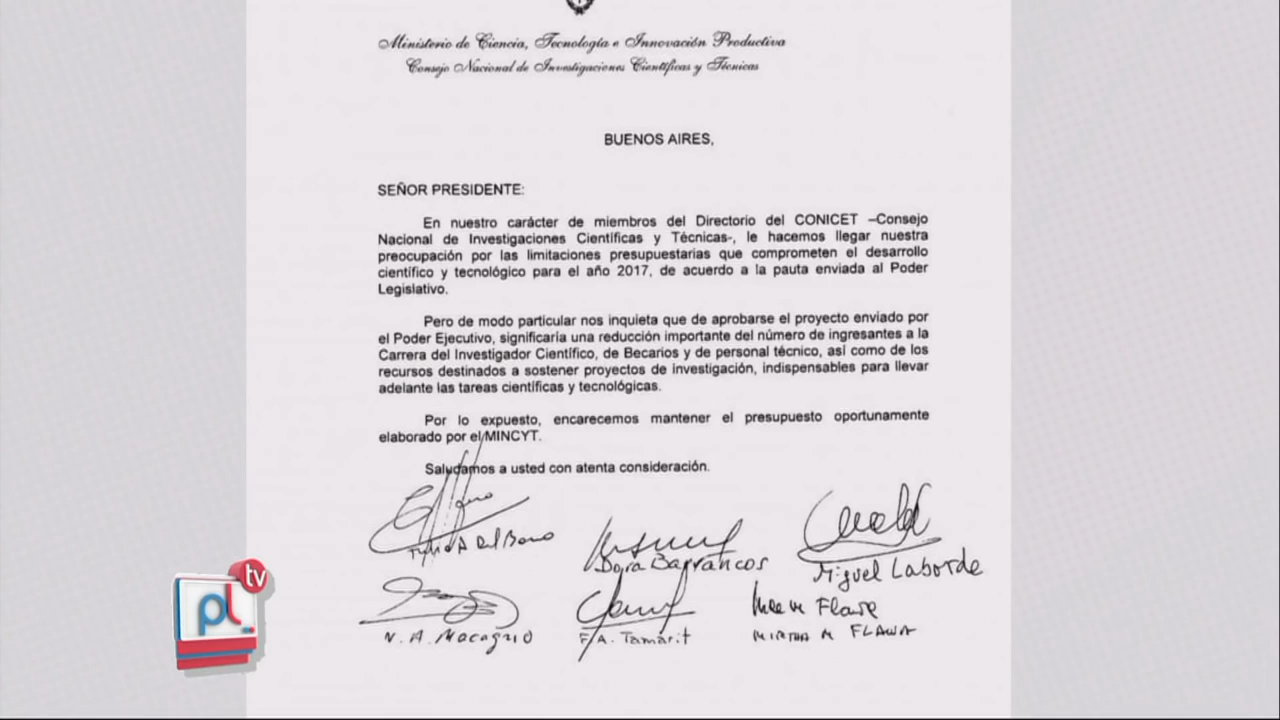 Ministerio de Ciencia, Tecnología e Innovación Productiva
Consejo Nacional de Investigaciones Científicas y Técnicas
BUENOS AIRES,
SEÑOR PRESIDENTE:
En nuestro carácter de miembros del Directorio del CONICET –Consejo
Nacional de Investigaciones Científicas y Técnicas-, le hacemos llegar nuestra
preocupación por las limitaciones presupuestarias que comprometen el desarrollo
científico y tecnológico para el año 2017, de acuerdo a la pauta enviada al Poder
Legislativo.
Pero de modo particular nos inquieta que de aprobarse el proyecto enviado por
el Poder Ejecutivo, significaría una reducción importante del número de ingresantes a la
Carrera del Investigador Científico, de Becarios y de personal técnico, así como de los
recursos destinados a sostener proyectos de investigación, indispensables para llevar
adelante las tareas científicas y tecnológicas.
Por lo expuesto, encarecemos mantener el presupuesto oportunamente
elaborado por el MINCYT.
Saludamos a usted con atenta consideración.
Del Bono
Dora Barrancos
Miguel Laborde
N. A. Macagno
F. A. Tamarit
MIRTHA M FLAWA
pl tv